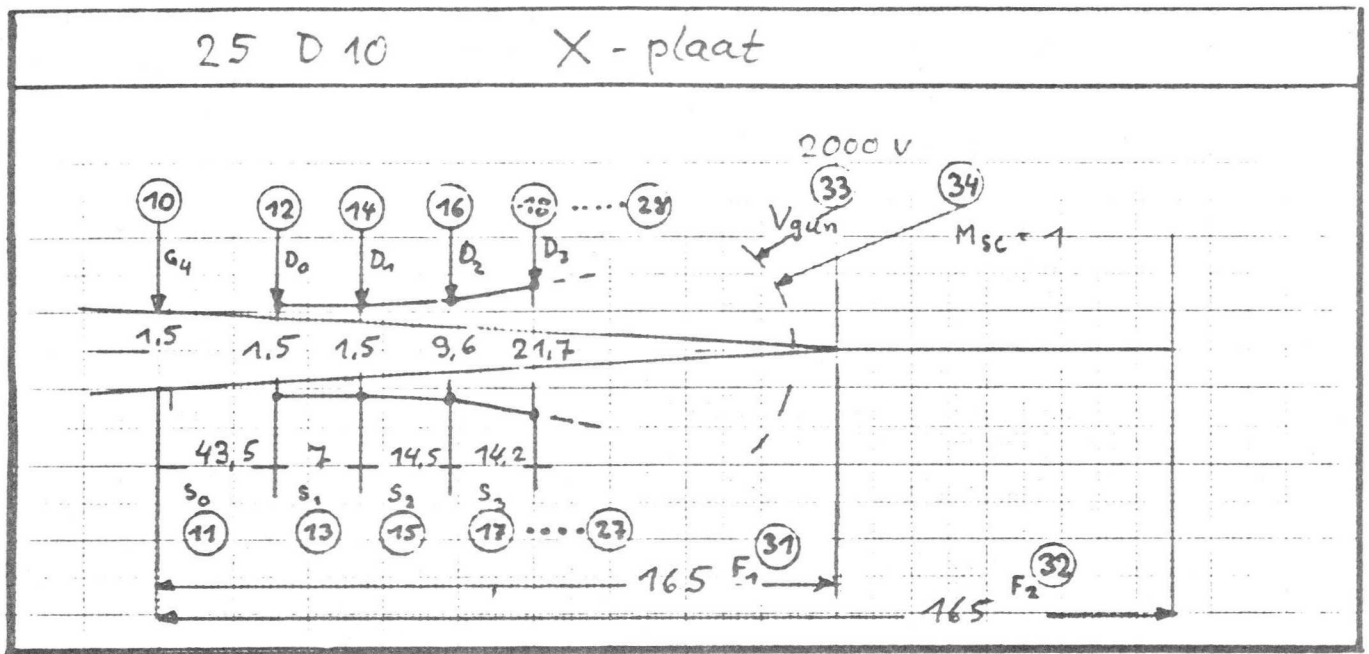 25 D 10 X - plaat
2000 V
10 12 14 16 18 ····· 28 33 34
Vgun Msc = 1
G4 D0 D1 D2 D3
1,5 1,5 1,5 9,6 21,7
43,5 7 14,5 14,2
S0 S1 S2 S3
11 13 15 17 ···· 27 31
165 F1 32
F2
165